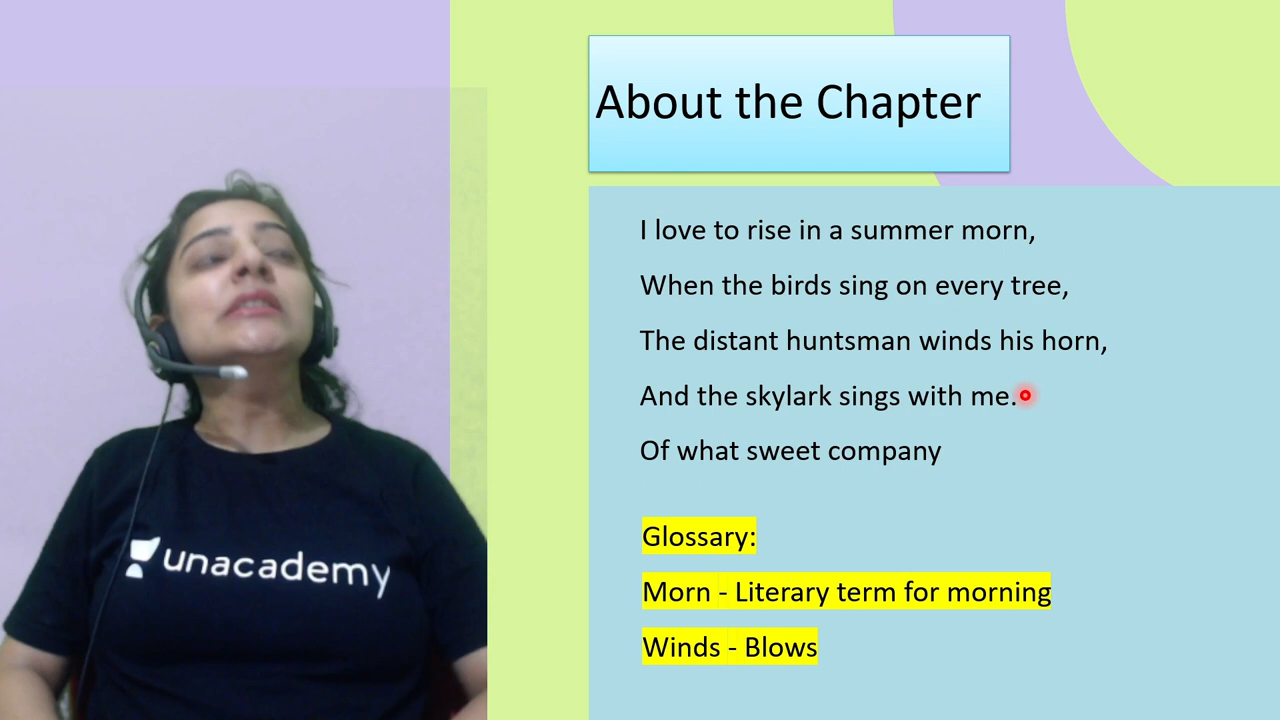 About the Chapter
I love to rise in a summer morn,
When the birds sing on every tree,
The distant huntsman winds his horn,
And the skylark sings with me.
Of what sweet company
Glossary:
Morn - Literary term for morning
Winds - Blows
unacademy